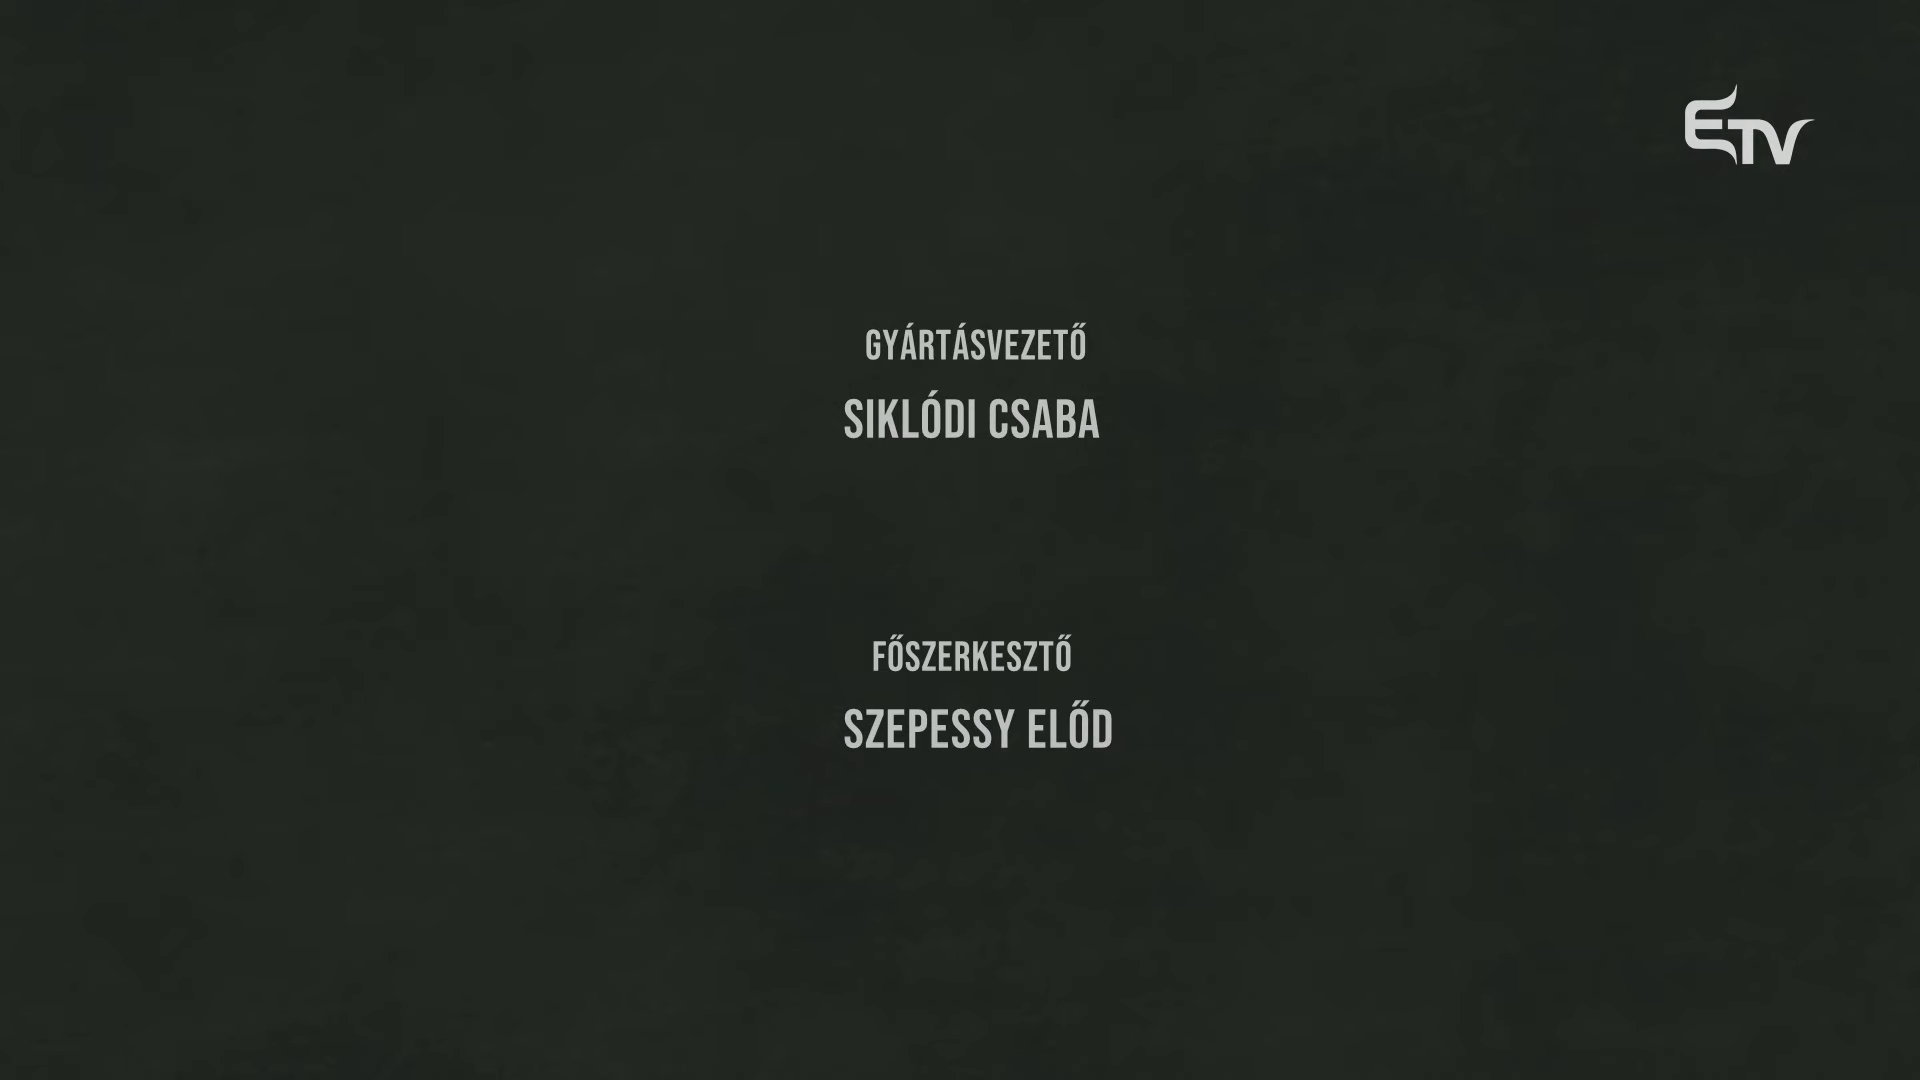 ETV
GYÁRTÁSVEZETŐ
SIKLÓDI CSABA
FŐSZERKESZTŐ
SZEPESSY ELŐD